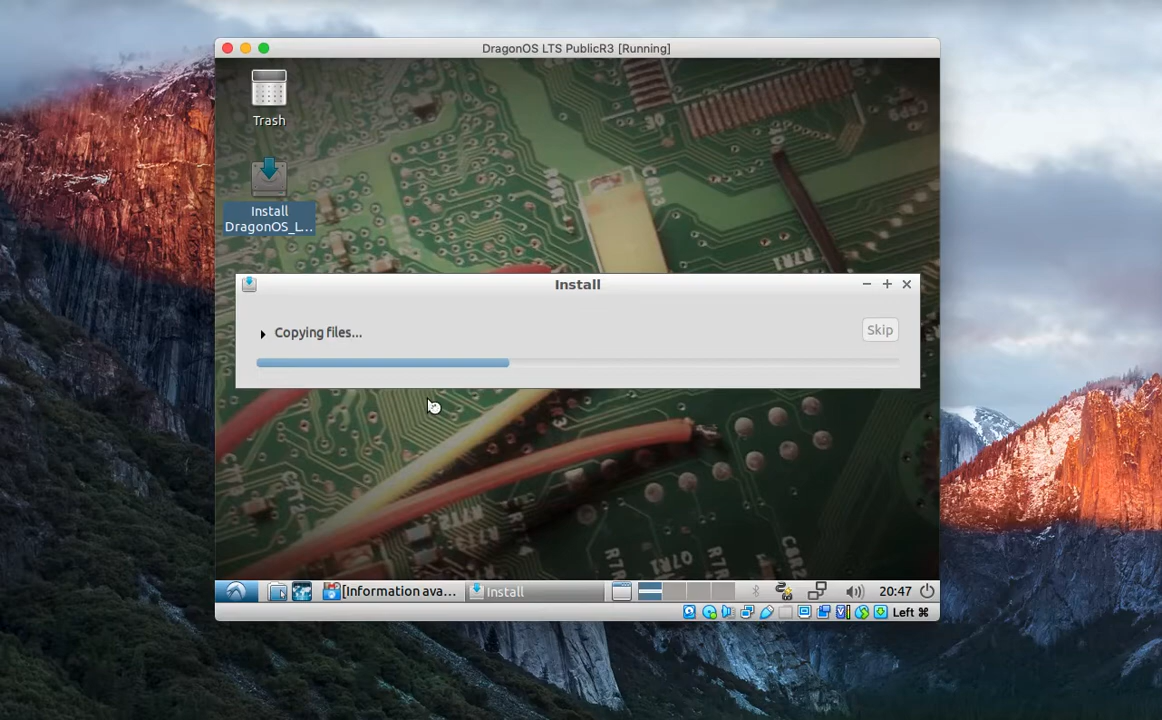 DragonOS LTS PublicR3 [Running]
Trash
Install
DragonOS_L...
Install
Copying files...
Skip
[Information ava...
Install
20:47
Left ⌘